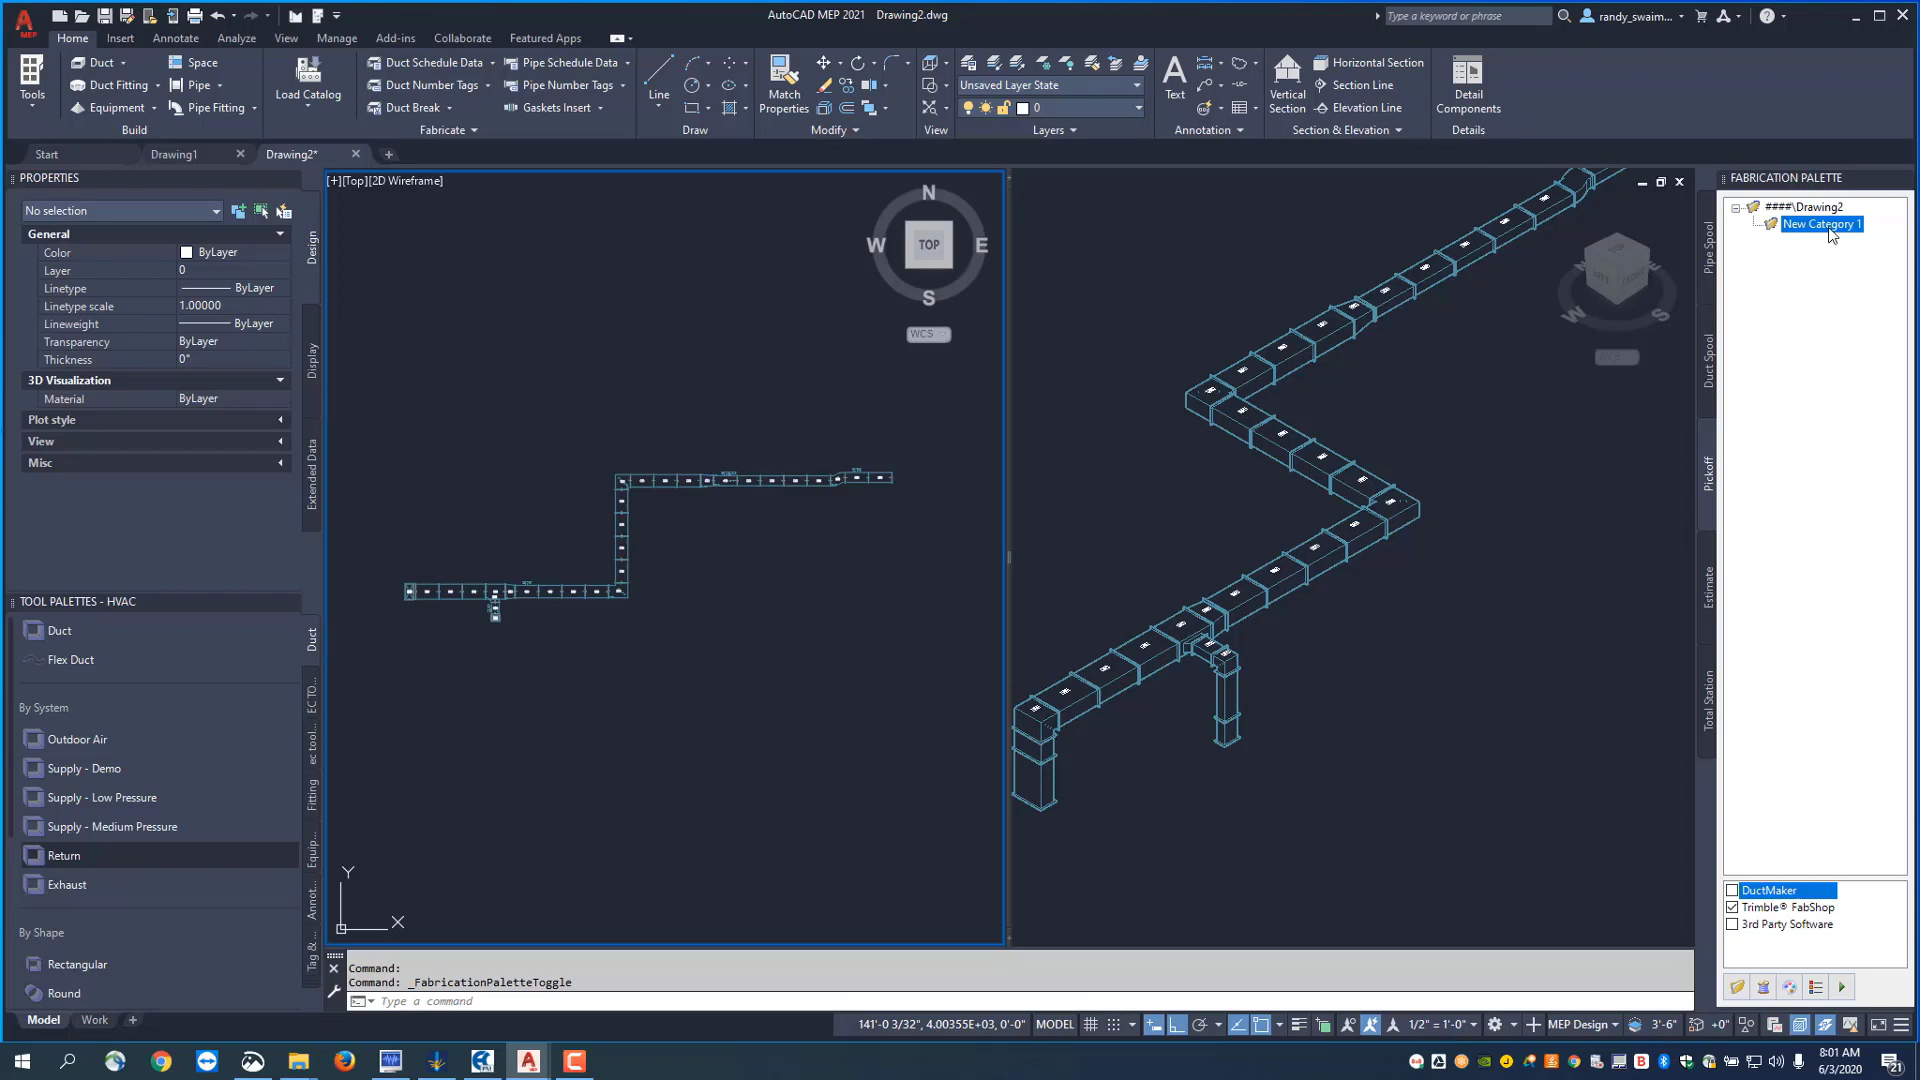 AutoCAD MEP 2021 Drawing2.dwg
Type a keyword or phrase
randy_swaim...
MEP
Home Insert Annotate Analyze View Manage Add-ins Collaborate Featured Apps
Tools
Duct
Duct Fitting
Equipment
Space
Pipe
Pipe Fitting
Build
Load Catalog
Duct Schedule Data
Duct Number Tags
Duct Break
Pipe Schedule Data
Pipe Number Tags
Gaskets Insert
Fabricate
Line
Draw
Match
Properties
Modify
View
Unsaved Layer State
0
Layers
Text
Annotation
Vertical
Section
Horizontal Section
Section Line
Elevation Line
Section & Elevation
Detail
Components
Details
Start Drawing1 Drawing2*
PROPERTIES
No selection
General
Color ByLayer
Layer 0
Linetype ByLayer
Linetype scale 1.00000
Lineweight ByLayer
Transparency ByLayer
Thickness 0"
3D Visualization
Material ByLayer
Plot style
View
Misc
Design
Display
Extended Data
TOOL PALETTES - HVAC
Duct
Flex Duct
By System
Outdoor Air
Supply - Demo
Supply - Low Pressure
Supply - Medium Pressure
Return
Exhaust
By Shape
Rectangular
Round
Duct
EC TO...
ec tool...
Fitting
Equip...
Annot...
Tag & ...
[+][Top][2D Wireframe]
N
W TOP E
S
WCS
Y
X
W
S
FABRICATION PALETTE
####\Drawing2
New Category 1
Pipe Spool
Duct Spool
Pickoff
Estimate
Total Station
DuctMaker
Trimble® FabShop
3rd Party Software
Command:
Command: _FabricationPaletteToggle
Type a command
Model Work
141'-0 3/32", 4.00355E+03, 0'-0" MODEL
1/2" = 1'-0"
MEP Design
3'-6"
+0"
8:01 AM
6/3/2020
21